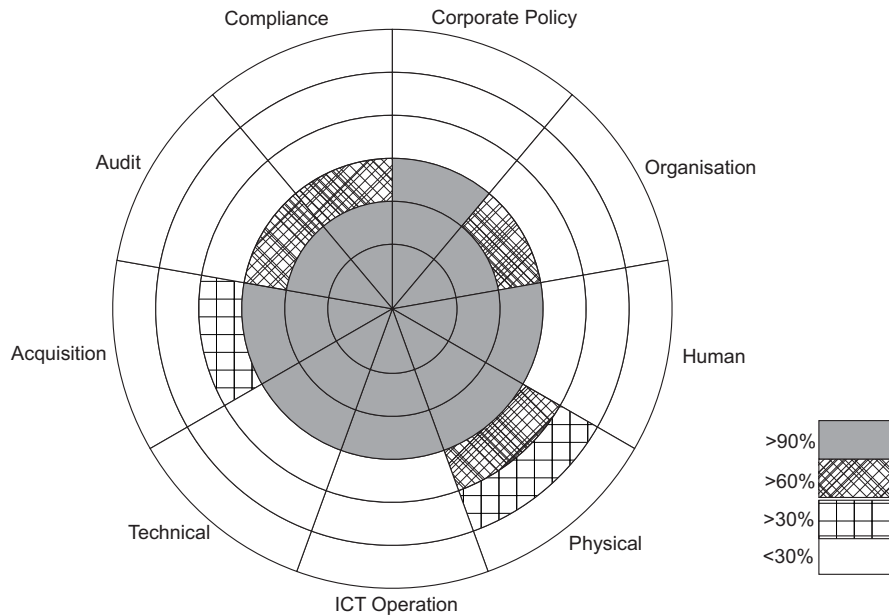 Compliance
Corporate Policy
Audit
Organisation
Acquisition
Human
Technical
Physical
ICT Operation
>90%
>60%
>30%
<30%